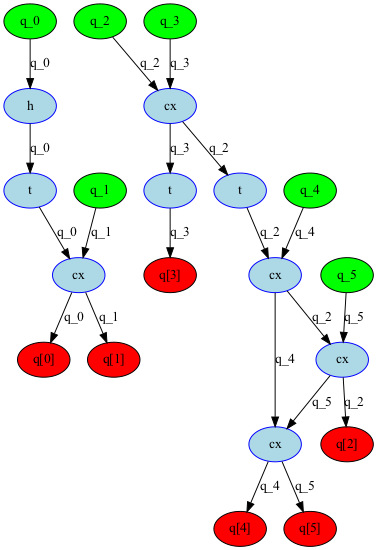 q_0 q_2 q_3
q_0 q_2 q_3
h cx
q_0 q_3 q_2
t q_1 t t q_4
q_0 q_1 q_3 q_2 q_4
cx q[3] cx q_5
q_0 q_1 q_2 q_5
q[0] q[1] q_4 cx
q_5 q_2
cx q[2]
q_4 q_5
q[4] q[5]